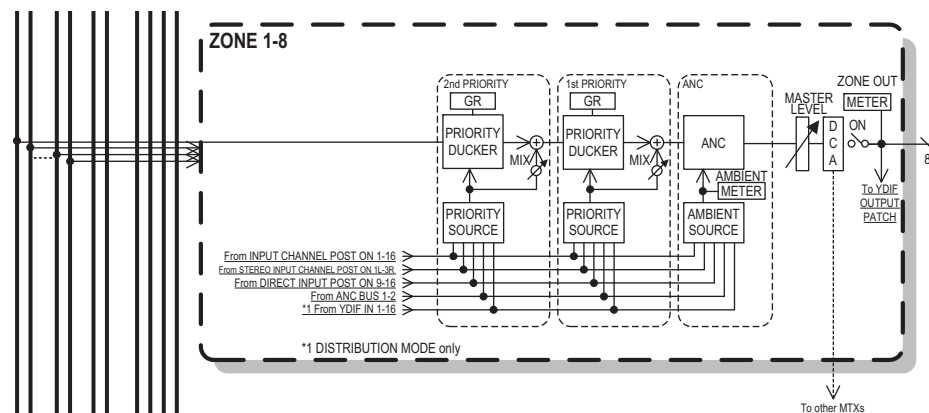 ZONE 1-8
2nd PRIORITY
GR
PRIORITY
DUCKER
MIX
PRIORITY
SOURCE
1st PRIORITY
GR
PRIORITY
DUCKER
MIX
PRIORITY
SOURCE
ANC
ANC
AMBIENT
METER
AMBIENT
SOURCE
MASTER
LEVEL
D
C
A
ON
ZONE OUT
METER
8
To YDIF
OUTPUT
PATCH
From INPUT CHANNEL POST ON 1-16
From STEREO INPUT CHANNEL POST ON 1L-3R
From DIRECT INPUT POST ON 9-16
From ANC BUS 1-2
*1 From YDIF IN 1-16
*1 DISTRIBUTION MODE only
To other MTXs